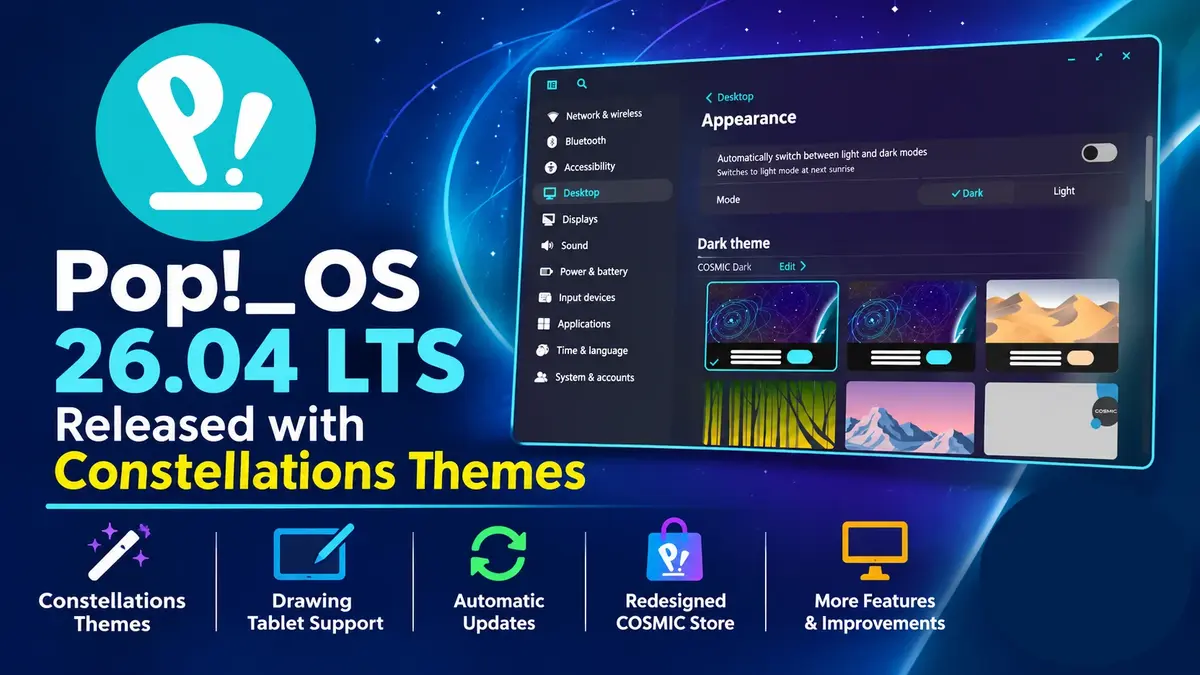 P!
Pop!_OS
26.04 LTS
Released with
Constellations Themes
Network & wireless
Bluetooth
Accessibility
Desktop
Displays
Sound
Power & battery
Input devices
Applications
Time & language
System & accounts
Desktop
Appearance
Automatically switch between light and dark modes
Switches to light mode at next sunrise
Mode
Dark
Light
Dark theme
COSMIC Dark
Edit
COSMIC
Constellations
Themes
Drawing
Tablet Support
Automatic
Updates
P!
Redesigned
COSMIC Store
More Features
& Improvements